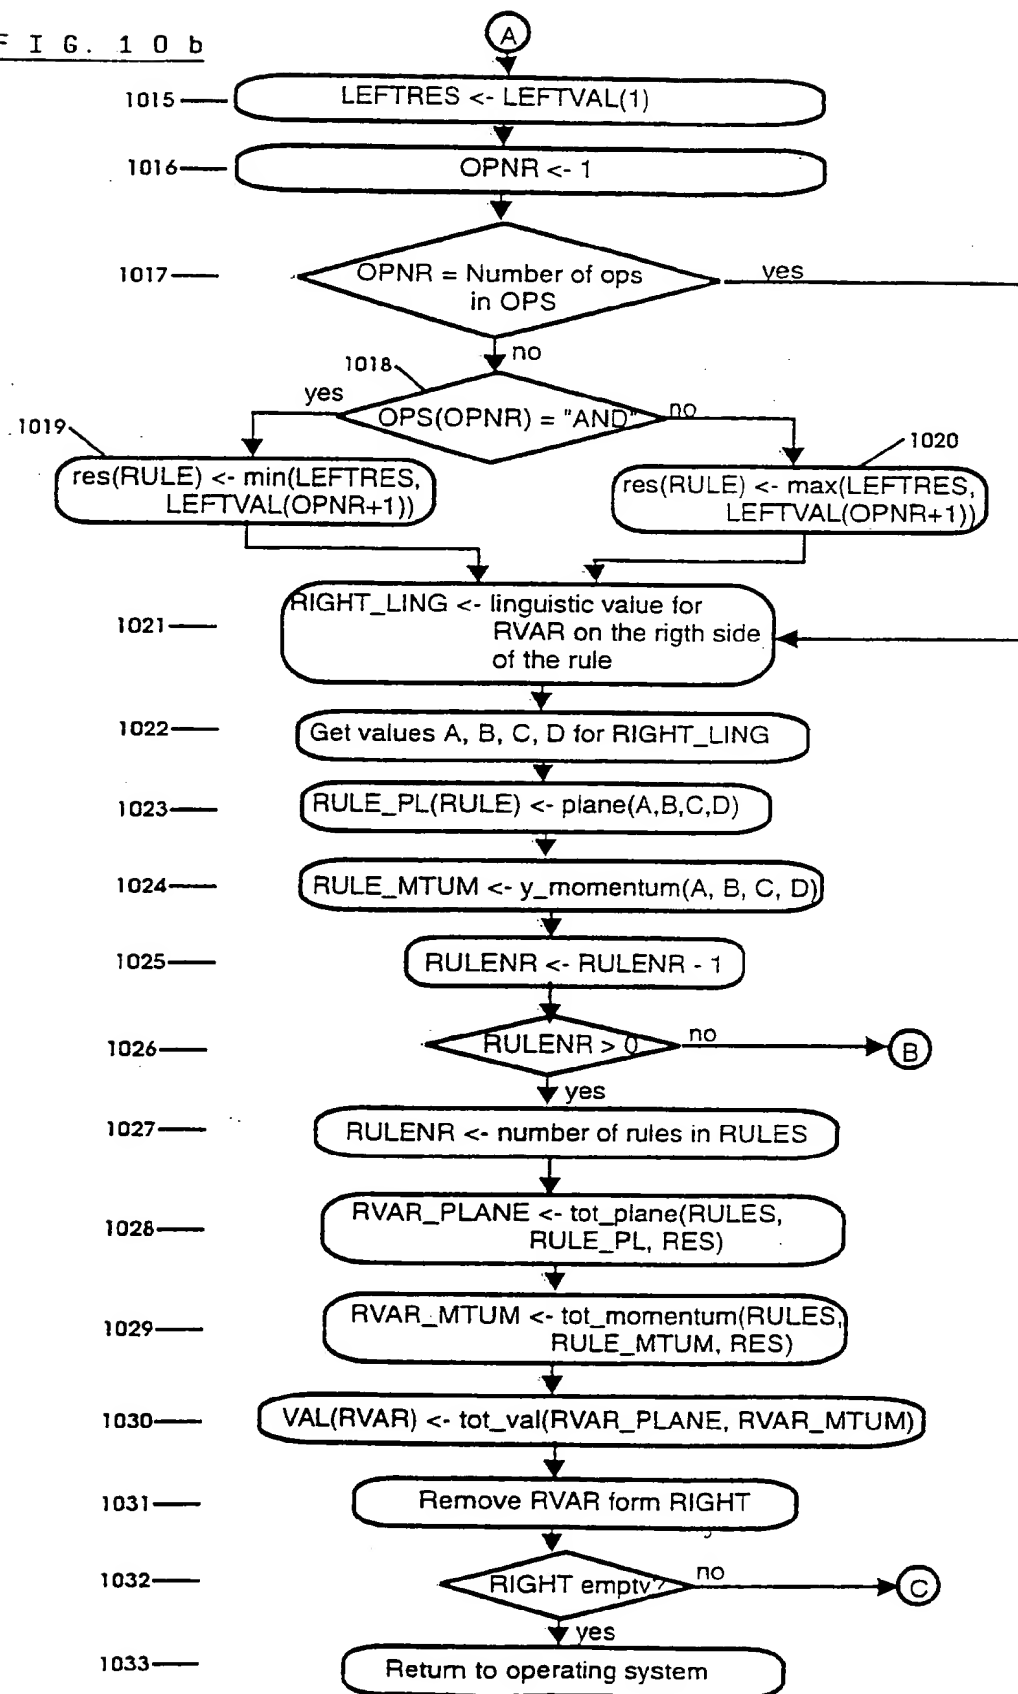 F I G. 1 0 b
A
1015
LEFTRES <- LEFTVAL(1)
1016
OPNR <- 1
1017
OPNR = Number of ops
in OPS
yes
no
1018
OPS(OPNR) = "AND"
yes
no
1019
res(RULE) <- min(LEFTRES,
LEFTVAL(OPNR+1))
1020
res(RULE) <- max(LEFTRES,
LEFTVAL(OPNR+1))
1021
RIGHT_LING <- linguistic value for
RVAR on the rigth side
of the rule
1022
Get values A, B, C, D for RIGHT_LING
1023
RULE_PL(RULE) <- plane(A,B,C,D)
1024
RULE_MTUM <- y_momentum(A, B, C, D)
1025
RULENR <- RULENR - 1
1026
RULENR > 0
no
B
yes
1027
RULENR <- number of rules in RULES
1028
RVAR_PLANE <- tot_plane(RULES,
RULE_PL, RES)
1029
RVAR_MTUM <- tot_momentum(RULES,
RULE_MTUM, RES)
1030
VAL(RVAR) <- tot_val(RVAR_PLANE, RVAR_MTUM)
1031
Remove RVAR form RIGHT
1032
RIGHT empty?
no
C
yes
1033
Return to operating system